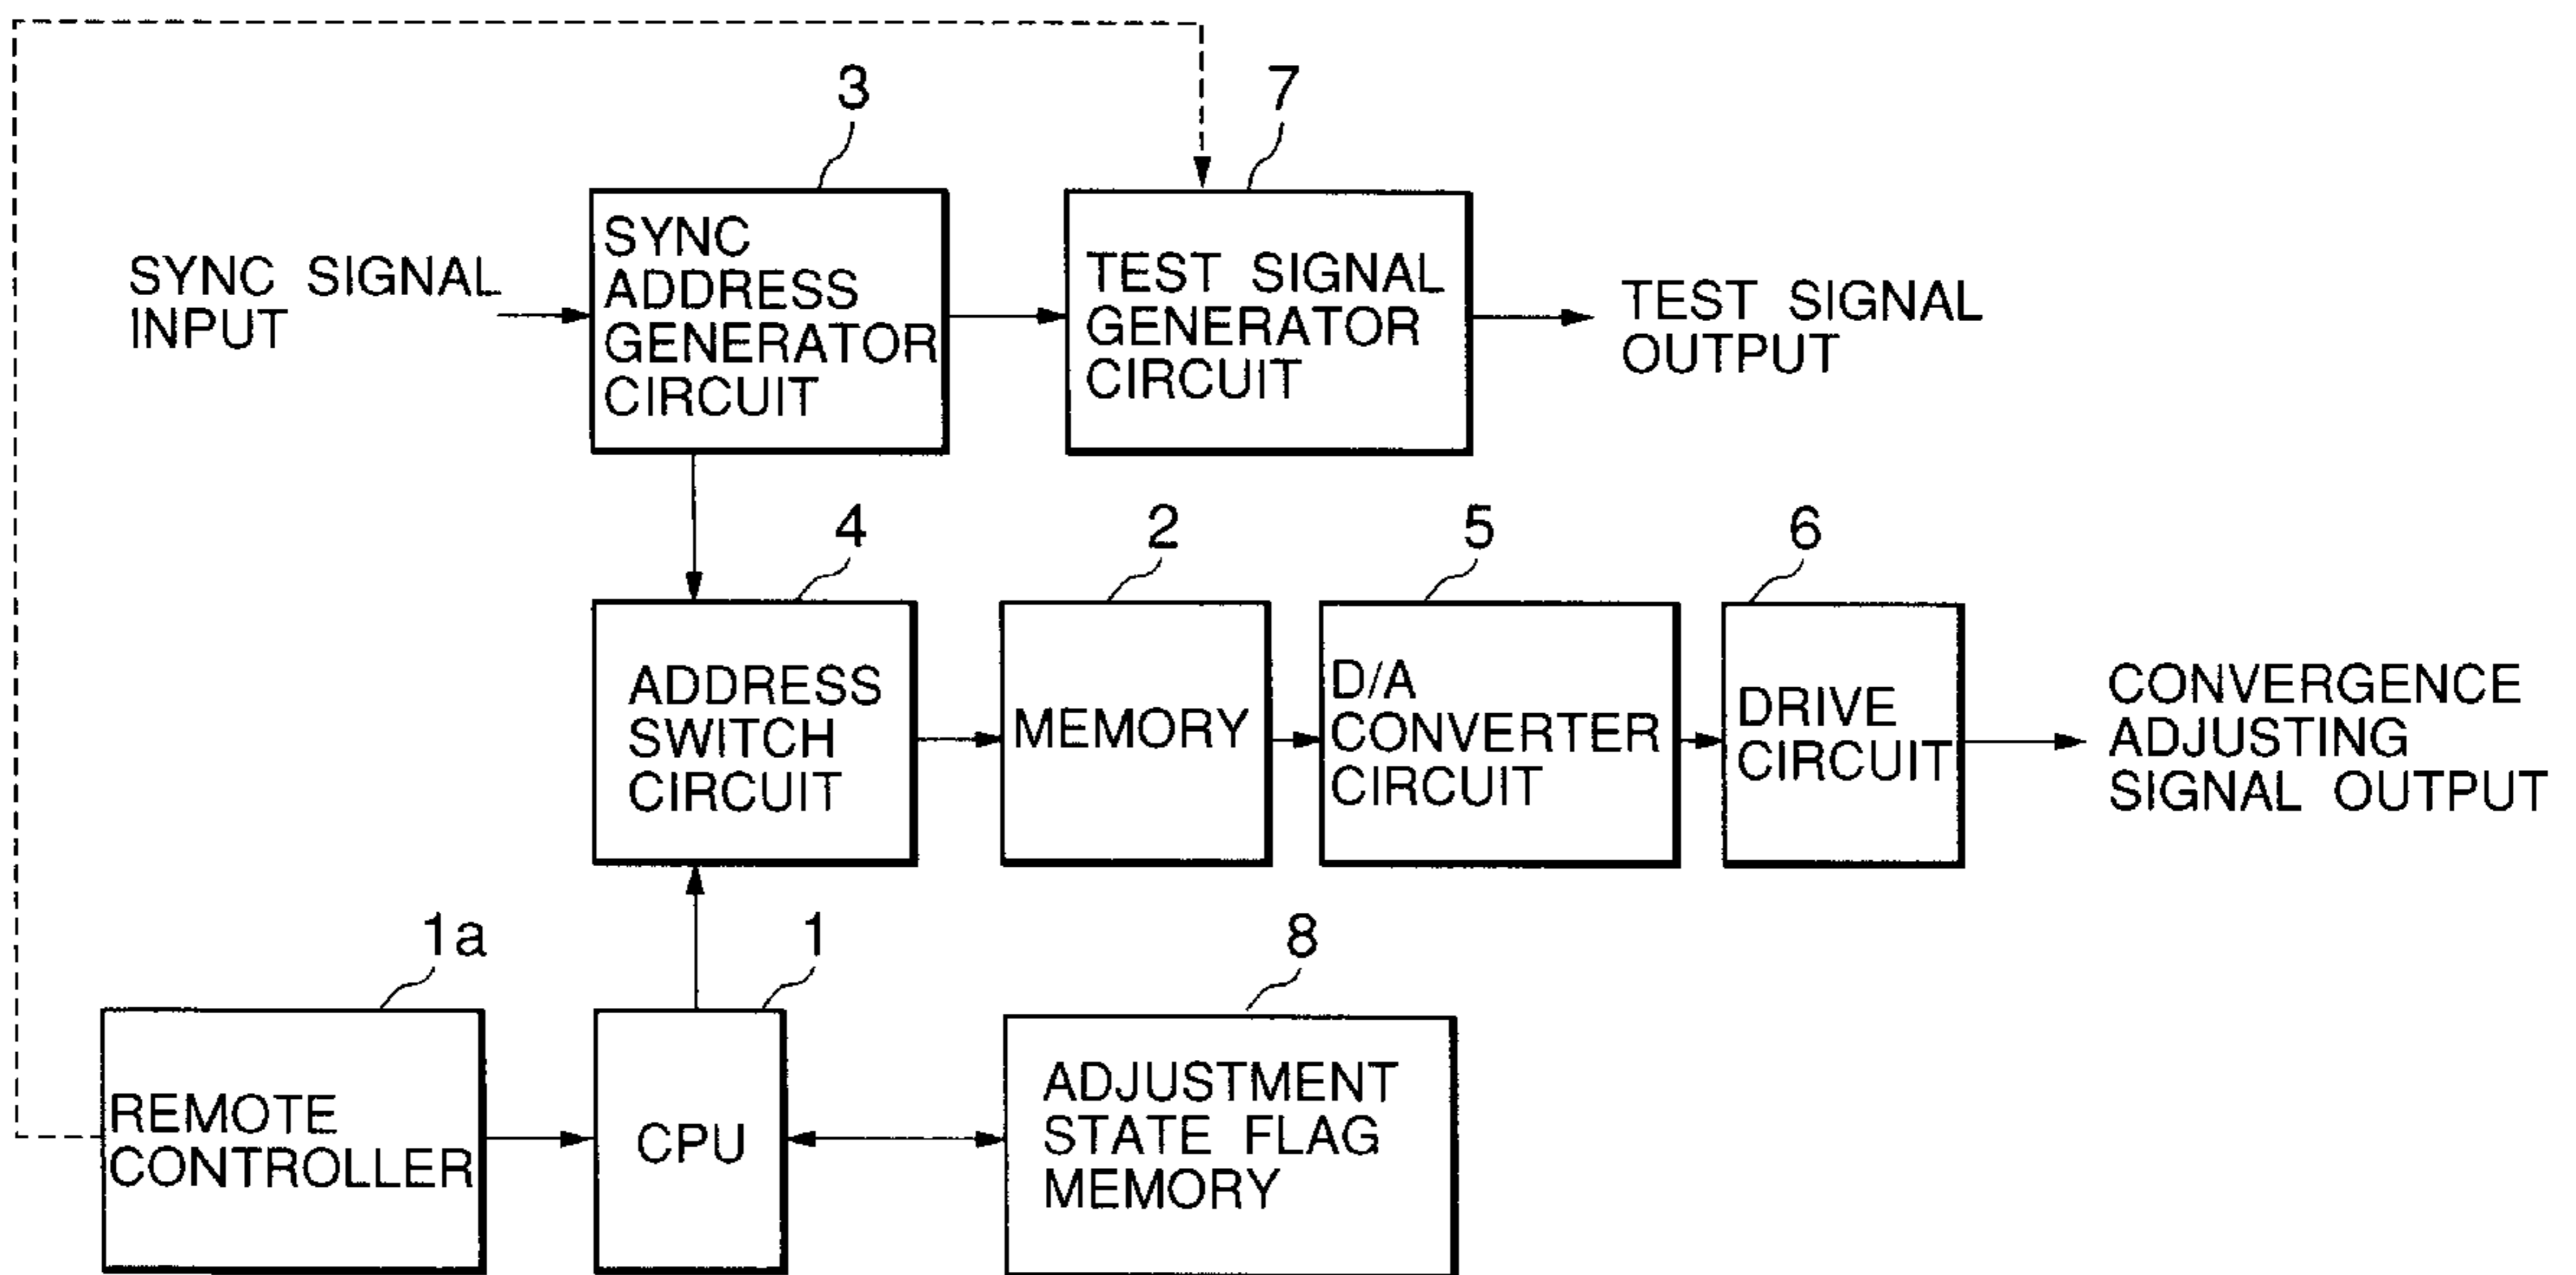 3
7
SYNC SIGNAL
INPUT
SYNC
ADDRESS
GENERATOR
CIRCUIT
TEST SIGNAL
GENERATOR
CIRCUIT
TEST SIGNAL
OUTPUT
4
2
5
6
ADDRESS
SWITCH
CIRCUIT
MEMORY
D/A
CONVERTER
CIRCUIT
DRIVE
CIRCUIT
CONVERGENCE
ADJUSTING
SIGNAL OUTPUT
1a
1
8
REMOTE
CONTROLLER
CPU
ADJUSTMENT
STATE FLAG
MEMORY